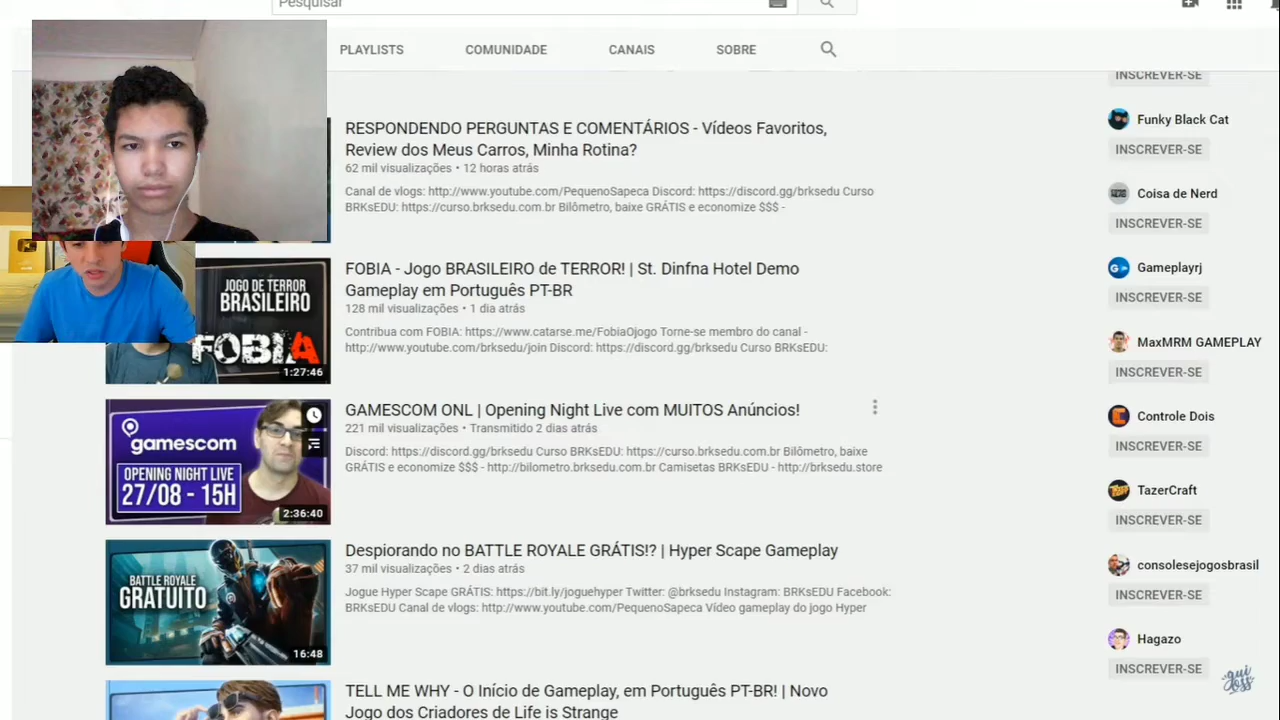 Pesquisar
PLAYLISTS
COMUNIDADE
CANAIS
SOBRE
RESPONDENDO PERGUNTAS E COMENTÁRIOS - Vídeos Favoritos,
Review dos Meus Carros, Minha Rotina?
62 mil visualizações • 12 horas atrás
Canal de vlogs: http://www.youtube.com/PequenoSapeca Discord: https://discord.gg/brksedu Curso
BRKsEDU: https://curso.brksedu.com.br Bilômetro, baixe GRÁTIS e economize $$$ -
JOGO DE TERROR
BRASILEIRO
FOBIA
1:27:46
FOBIA - Jogo BRASILEIRO de TERROR! | St. Dinfna Hotel Demo
Gameplay em Português PT-BR
128 mil visualizações • 1 dia atrás
Contribua com FOBIA: https://www.catarse.me/FobiaOjogo Torne-se membro do canal -
http://www.youtube.com/brksedu/join Discord: https://discord.gg/brksedu Curso BRKsEDU:
gamescom
OPENING NIGHT LIVE
27/08 - 15H
2:36:40
GAMESCOM ONL | Opening Night Live com MUITOS Anúncios!
221 mil visualizações • Transmitido 2 dias atrás
Discord: https://discord.gg/brksedu Curso BRKsEDU: https://curso.brksedu.com.br Bilômetro, baixe
GRÁTIS e economize $$$ - http://bilometro.brksedu.com.br Camisetas BRKsEDU - http://brksedu.store
BATTLE ROYALE
GRATUITO
16:48
Despiorando no BATTLE ROYALE GRÁTIS!? | Hyper Scape Gameplay
37 mil visualizações • 2 dias atrás
Jogue Hyper Scape GRÁTIS: https://bit.ly/joguehyper Twitter: @brksedu Instagram: BRKsEDU Facebook:
BRKsEDU Canal de vlogs: http://www.youtube.com/PequenoSapeca Vídeo gameplay do jogo Hyper
TELL ME WHY - O Início de Gameplay, em Português PT-BR! | Novo
Jogo dos Criadores de Life is Strange
INSCREVER-SE
Funky Black Cat
INSCREVER-SE
Coisa de Nerd
INSCREVER-SE
Gameplayrj
INSCREVER-SE
MaxMRM GAMEPLAY
INSCREVER-SE
Controle Dois
INSCREVER-SE
TazerCraft
INSCREVER-SE
consolesejogosbrasil
INSCREVER-SE
Hagazo
INSCREVER-SE